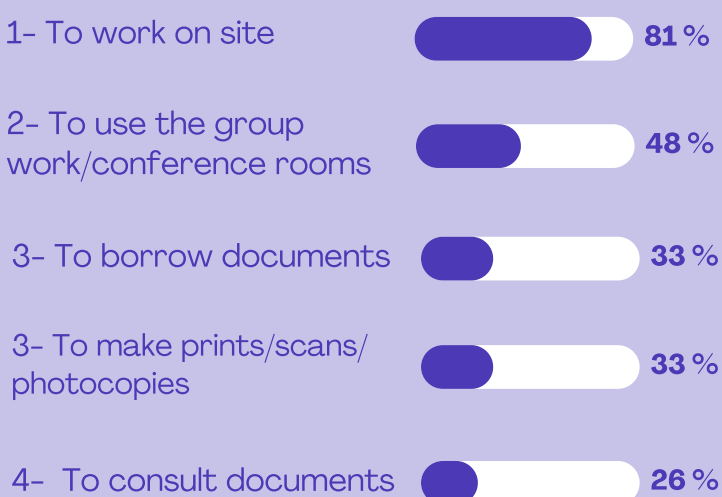 1- To work on site
81 %
2- To use the group
work/conference rooms
48 %
3- To borrow documents
33 %
3- To make prints/scans/
photocopies
33 %
4- To consult documents
26 %